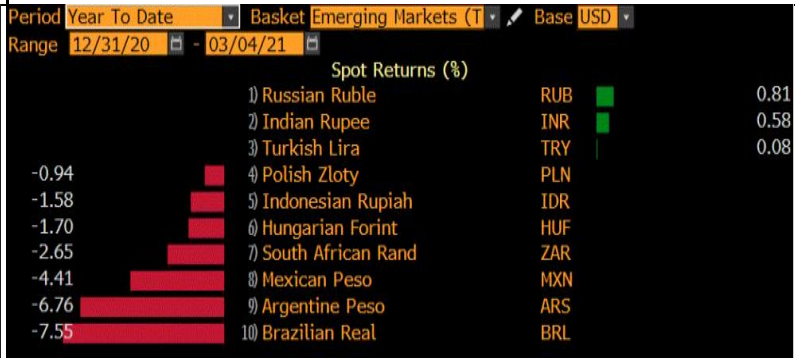 Period Year To Date Basket Emerging Markets (T Base USD
Range 12/31/20 - 03/04/21
Spot Returns (%)
1) Russian Ruble RUB 0.81
2) Indian Rupee INR 0.58
3) Turkish Lira TRY 0.08
-0.94 4) Polish Zloty PLN
-1.58 5) Indonesian Rupiah IDR
-1.70 6) Hungarian Forint HUF
-2.65 7) South African Rand ZAR
-4.41 8) Mexican Peso MXN
-6.76 9) Argentine Peso ARS
-7.55 10) Brazilian Real BRL